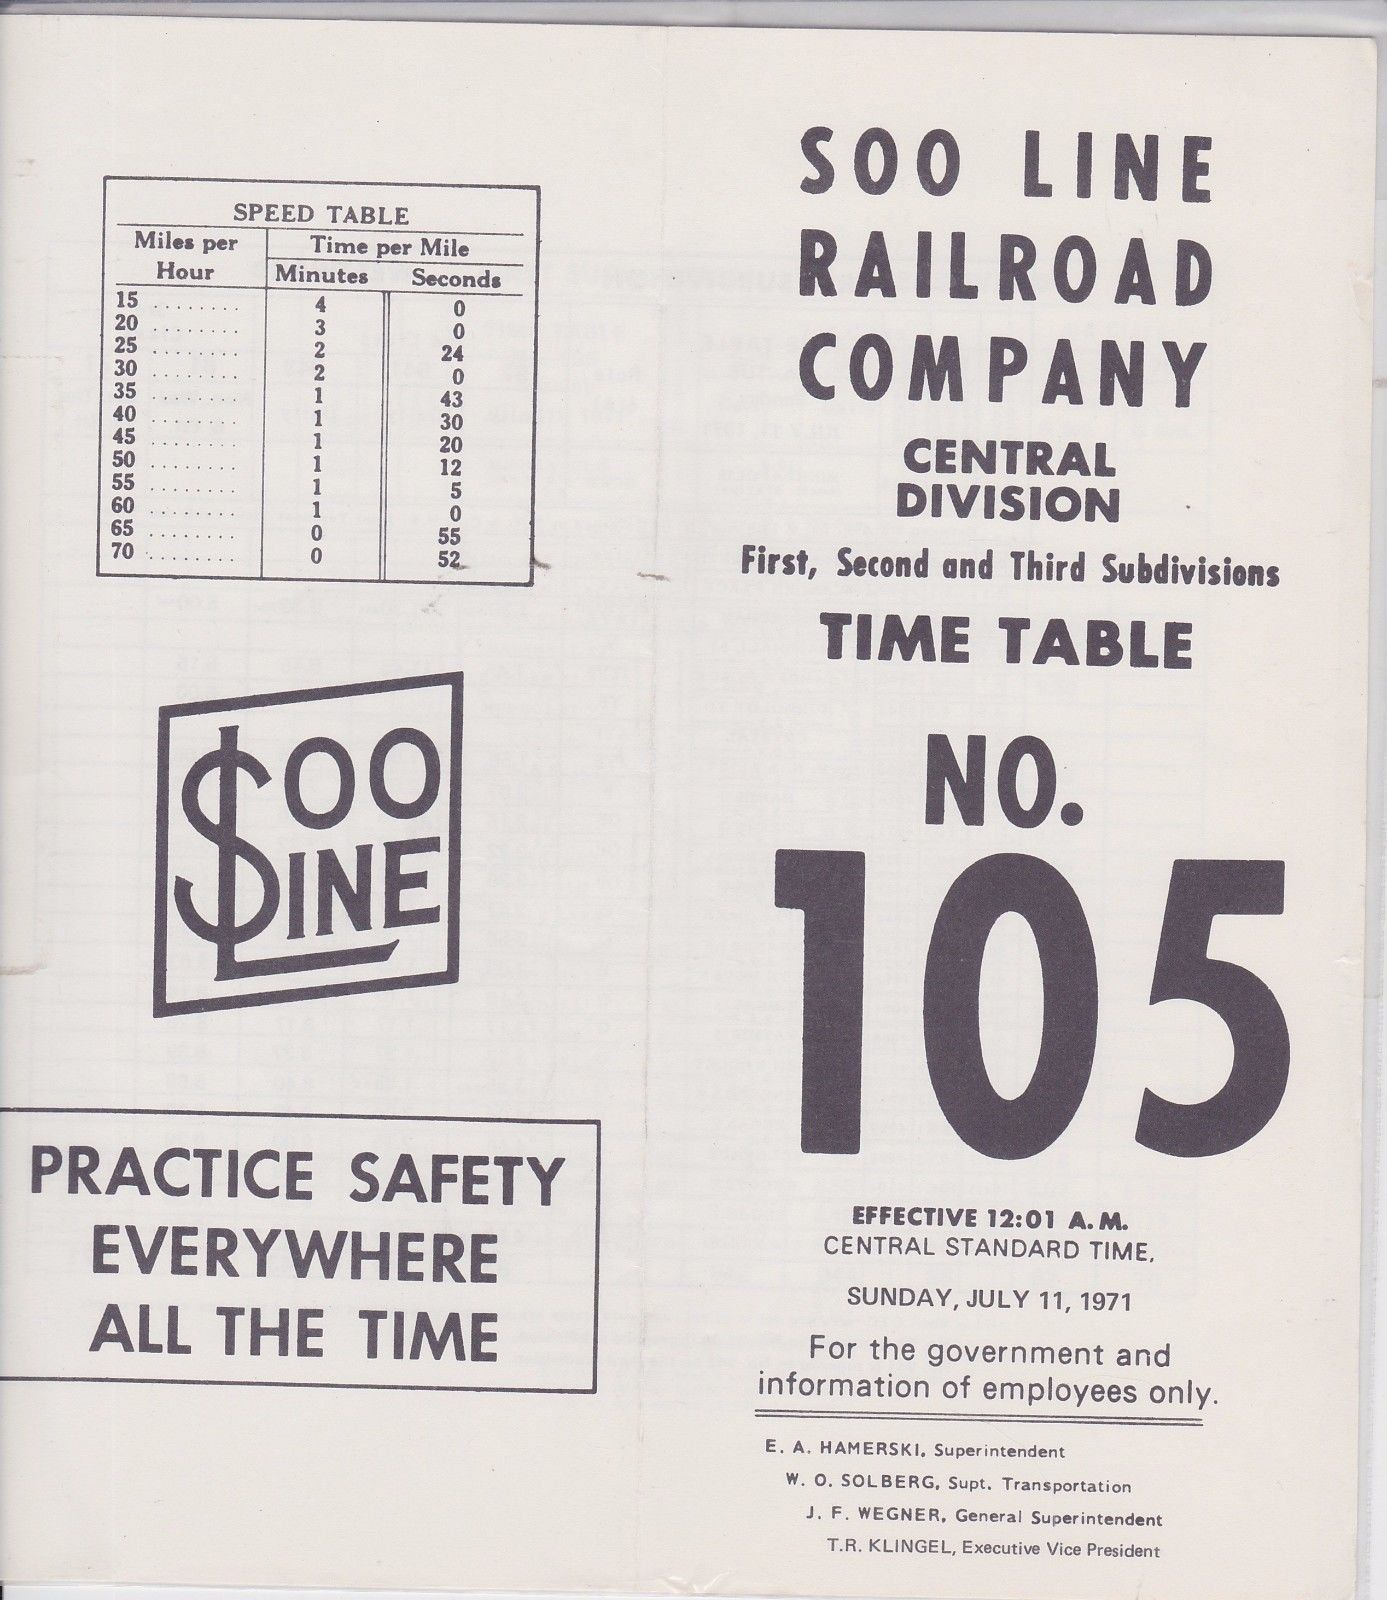 SPEED TABLE
Miles per Hour
Time per Mile
Minutes Seconds
15 ........ 4 0
20 ........ 3 0
25 ........ 2 24
30 ........ 2 0
35 ........ 1 43
40 ........ 1 30
45 ........ 1 20
50 ........ 1 12
55 ........ 1 5
60 ........ 1 0
65 ........ 0 55
70 ........ 0 52
SOO
LINE
PRACTICE SAFETY
EVERYWHERE
ALL THE TIME
SOO LINE
RAILROAD
COMPANY
CENTRAL
DIVISION
First, Second and Third Subdivisions
TIME TABLE
NO.
105
EFFECTIVE 12:01 A.M.
CENTRAL STANDARD TIME,
SUNDAY, JULY 11, 1971
For the government and
information of employees only.
E. A. HAMERSKI, Superintendent
W. O. SOLBERG, Supt. Transportation
J. F. WEGNER, General Superintendent
T.R. KLINGEL, Executive Vice President